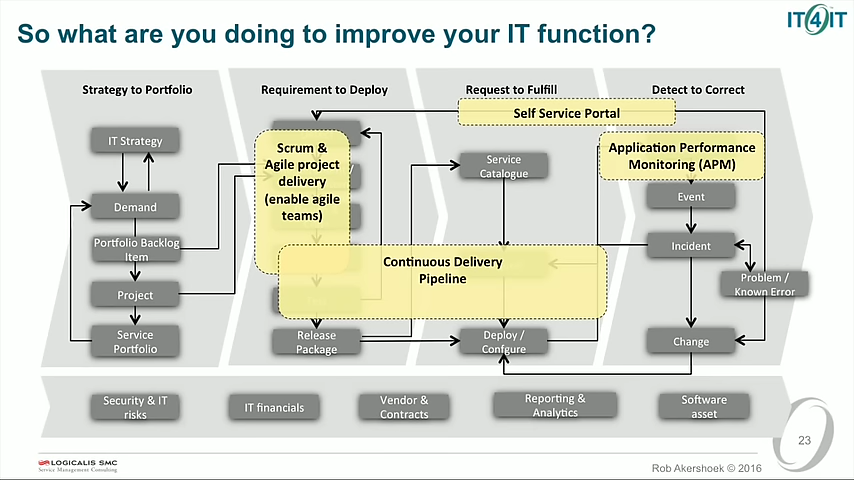 So what are you doing to improve your IT function?
IT4IT
Strategy to Portfolio
Requirement to Deploy
Request to Fulfill
Detect to Correct
Self Service Portal
IT Strategy
Scrum &
Agile project
delivery
(enable agile
teams)
Application Performance
Monitoring (APM)
Service
Catalogue
Demand
Event
Portfolio Backlog
Item
Incident
Continuous Delivery
Pipeline
Project
Problem /
Known Error
Service
Portfolio
Release
Package
Deploy /
Configure
Change
Security & IT
risks
IT financials
Vendor &
Contracts
Reporting &
Analytics
Software
asset
23
LOGICALIS SMC
Service Management Consulting
Rob Akershoek © 2016